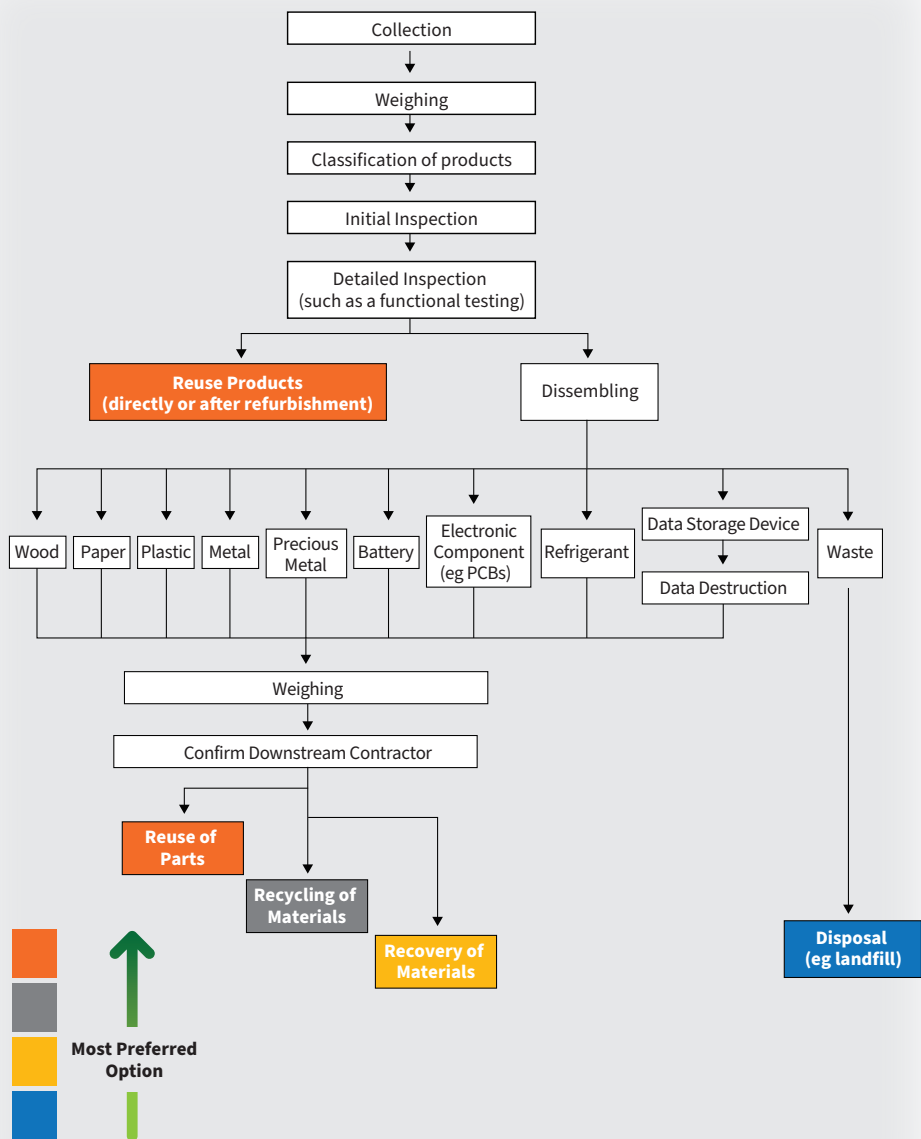 Collection
Weighing
Classification of products
Initial Inspection
Detailed Inspection
(such as a functional testing)
Reuse Products
(directly or after refurbishment)
Dissembling
Wood
Paper
Plastic
Metal
Precious
Metal
Battery
Electronic
Component
(eg PCBs)
Refrigerant
Data Storage Device
Data Destruction
Waste
Weighing
Confirm Downstream Contractor
Reuse of
Parts
Recycling of
Materials
Recovery of
Materials
Disposal
(eg landfill)
Most Preferred
Option